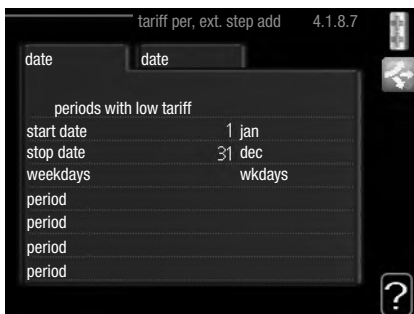 tariff per, ext. step add 4.1.8.7
date date
periods with low tariff
start date 1 jan
stop date 31 dec
weekdays wkdays
period
period
period
period
?